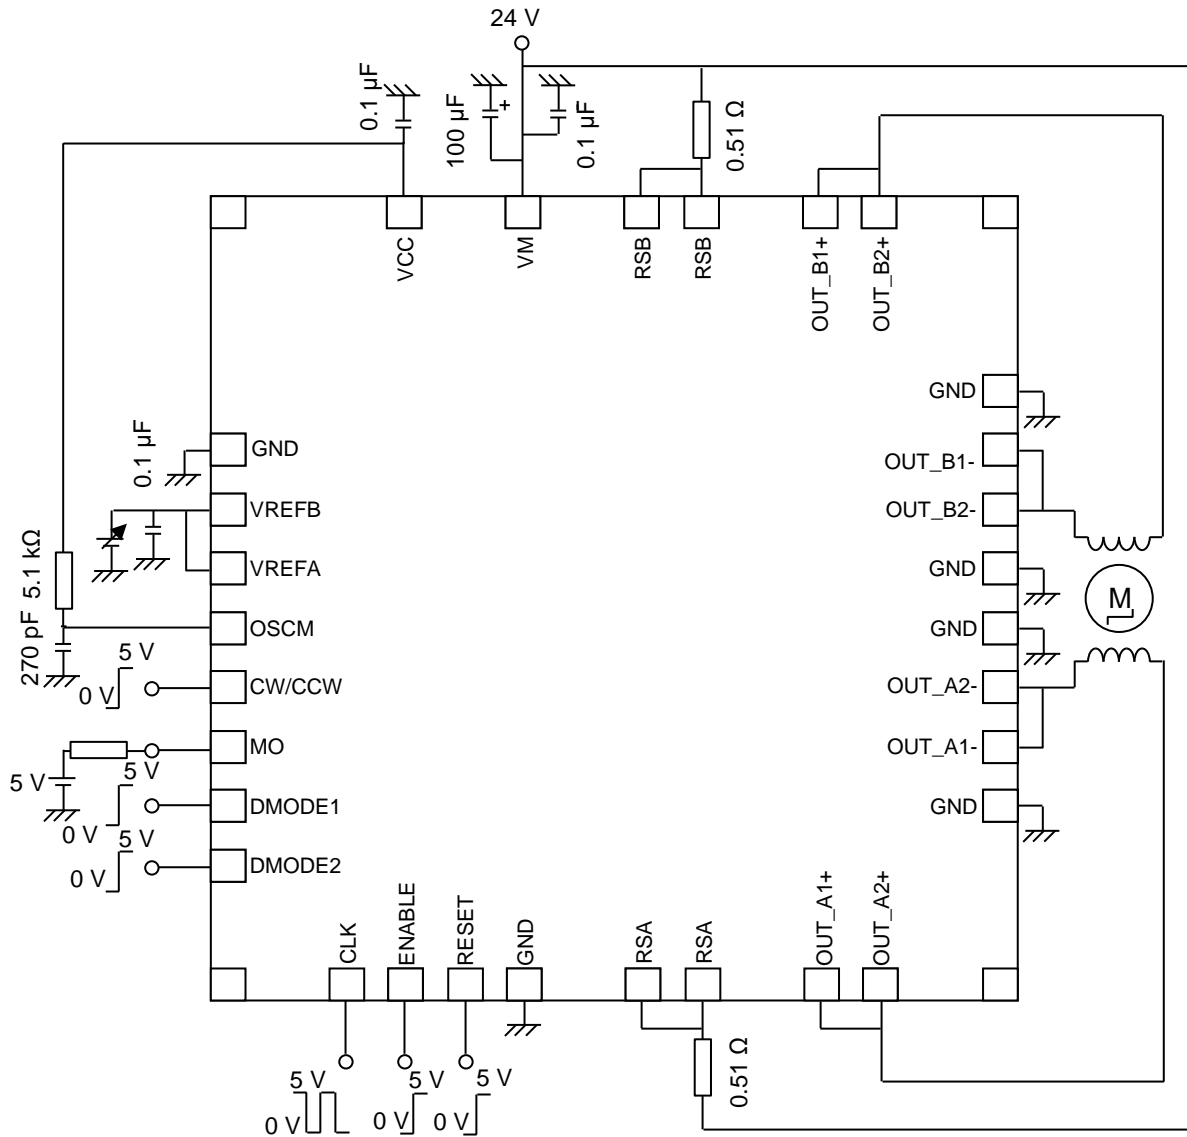 24 V
0.1 µF
100 µF
+
0.1 µF
0.51 Ω
VCC
VM
RSB
RSB
OUT_B1+
OUT_B2+
GND
0.1 µF
GND
OUT_B1-
VREFB
OUT_B2-
5.1 kΩ
VREFA
GND
M
270 pF
OSCM
GND
5 V
0 V
CW/CCW
OUT_A2-
MO
OUT_A1-
5 V
5 V
0 V
DMODE1
GND
5 V
0 V
DMODE2
CLK
ENABLE
RESET
GND
RSA
RSA
OUT_A1+
OUT_A2+
0.51 Ω
5 V
0 V
5 V
0 V
5 V
0 V